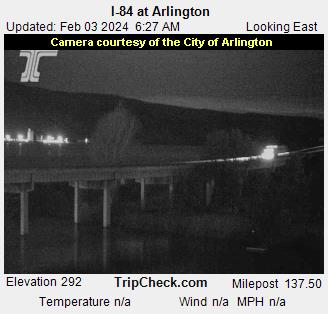 I-84 at Arlington
Updated: Feb 03 2024 6:27 AM Looking East
Camera courtesy of the City of Arlington
Elevation 292 TripCheck.com Milepost 137.50
Temperature n/a Wind n/a MPH n/a